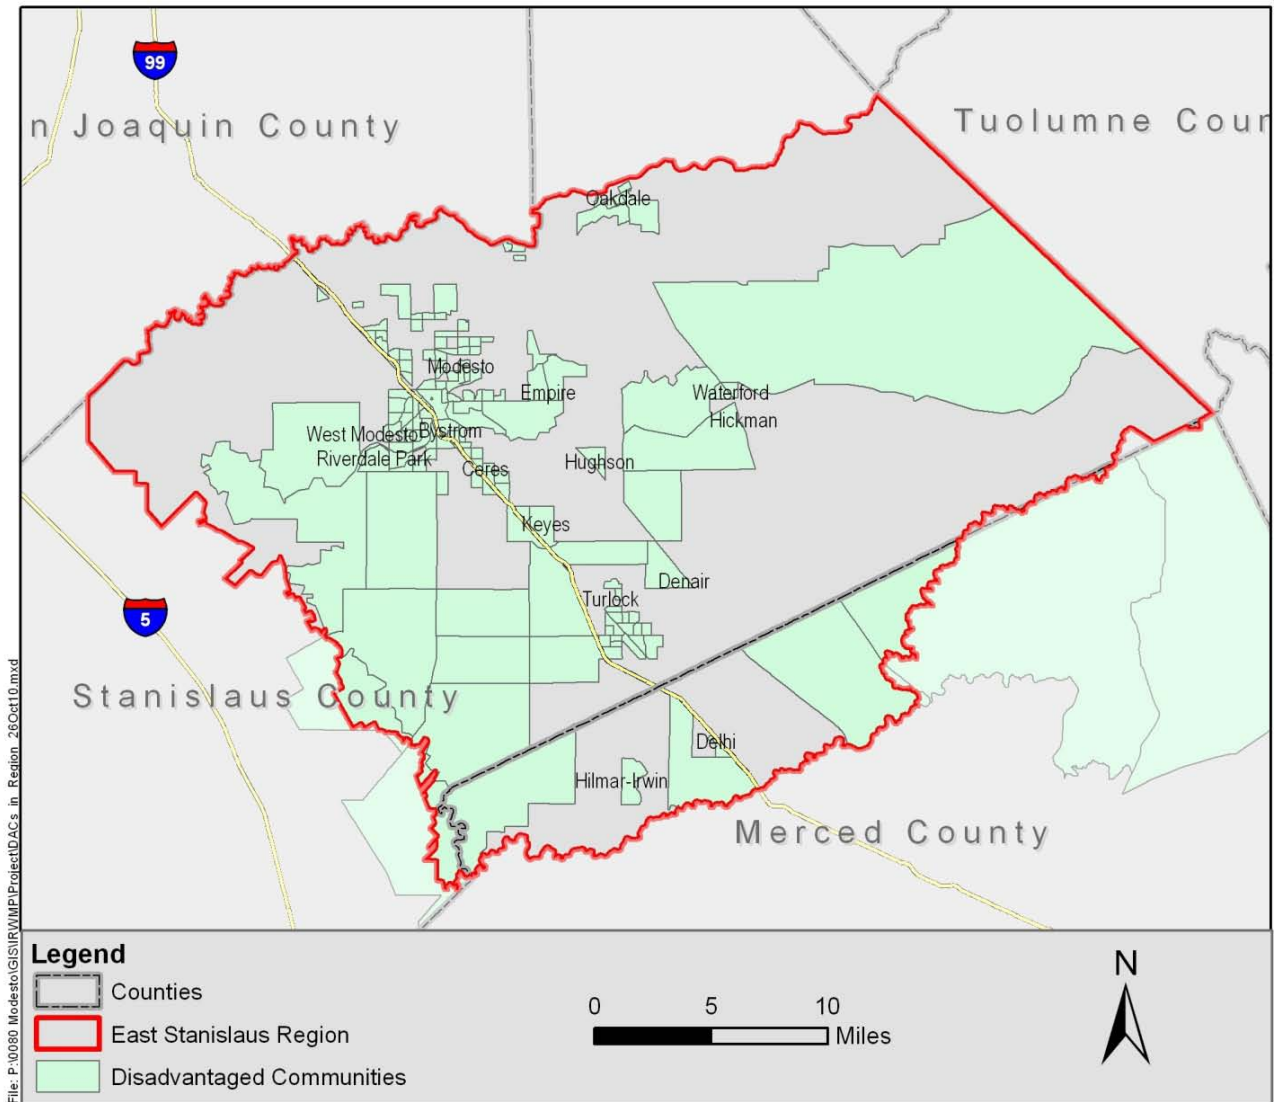 99
n Joaquin County
Tuolumne Coun
Oakdale
Modesto
Empire
Waterford
Hickman
West Modesto
Bystrom
Riverdale Park
Ceres
Hughson
Keyes
Denair
Turlock
5
Stanislaus County
Delhi
Hilmar-Irwin
Merced County
File: P:\0080 Modesto\GIS\IRWMP\Project\DACs in Region 26Oct10.mxd
Legend
Counties
East Stanislaus Region
Disadvantaged Communities
0 5 10
Miles
N